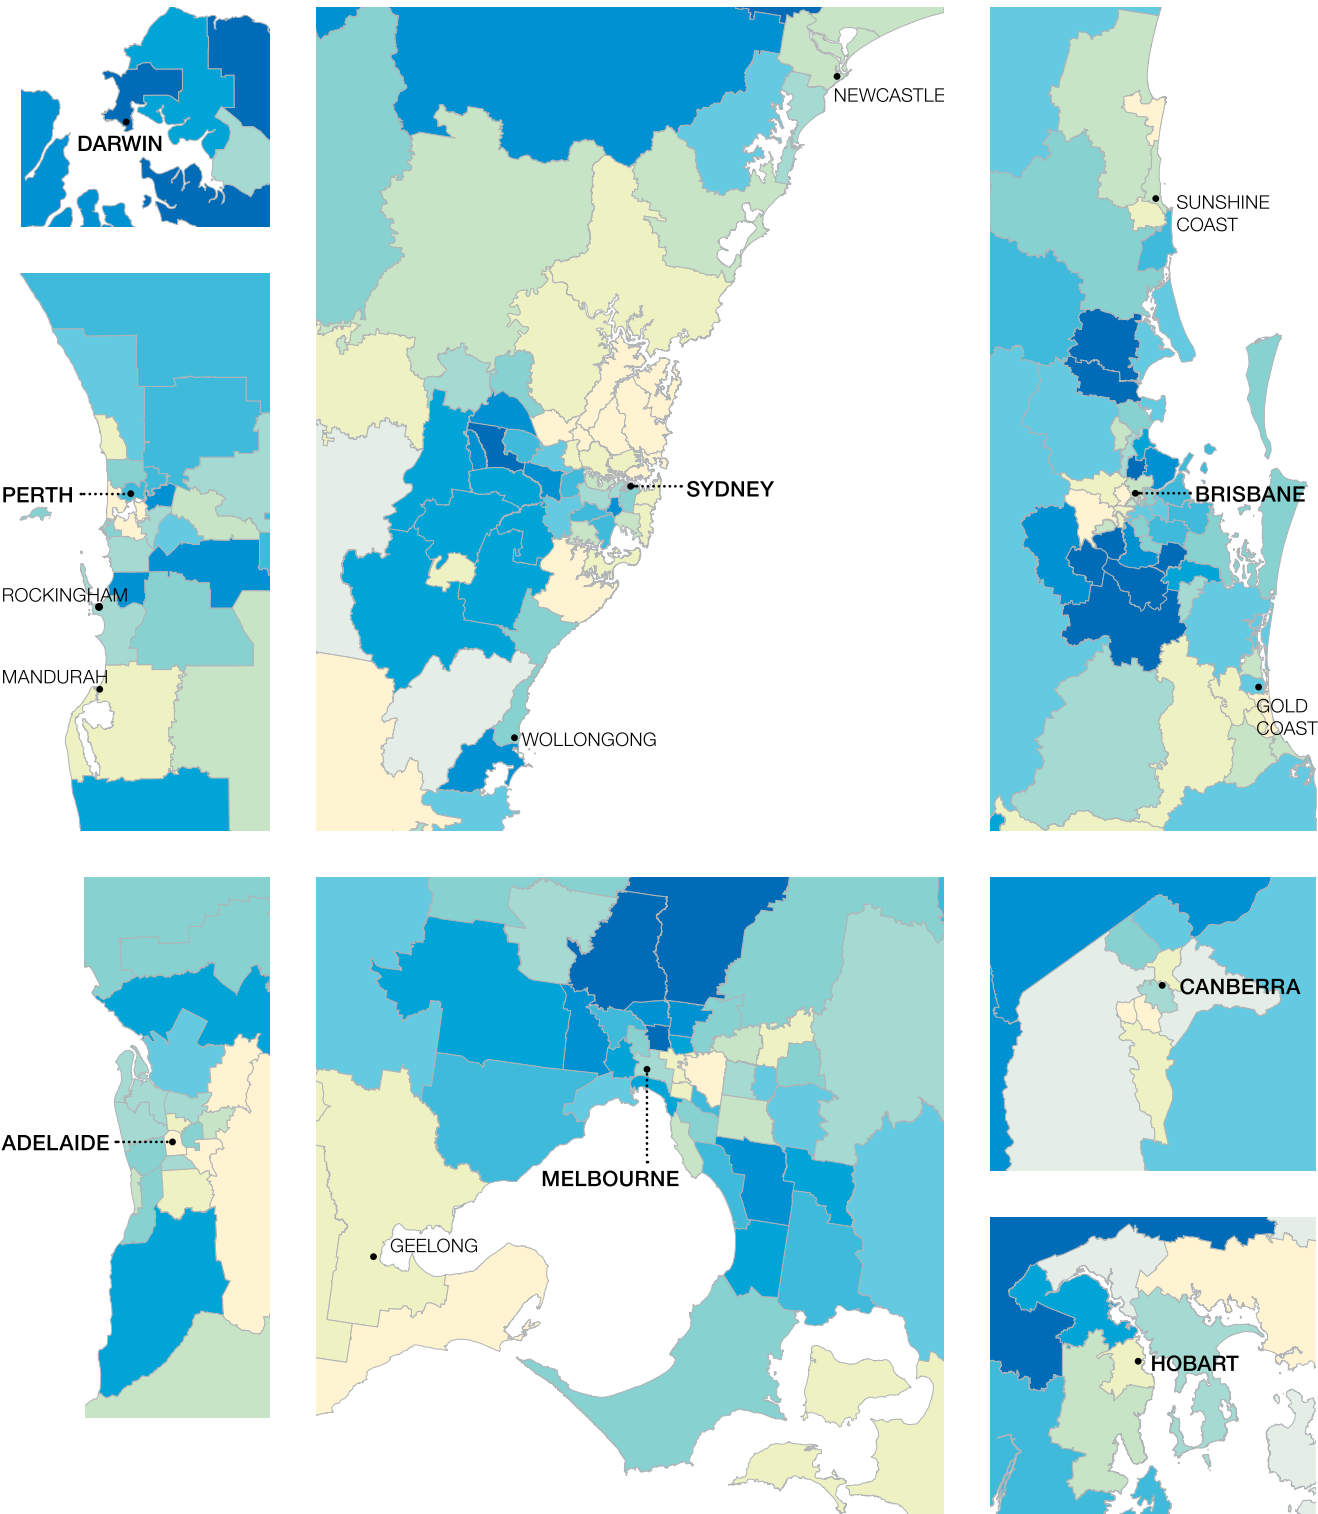 DARWIN
NEWCASTLE
SUNSHINE
COAST
PERTH
SYDNEY
BRISBANE
ROCKINGHAM
MANDURAH
GOLD
COAST
WOLLONGONG
CANBERRA
ADELAIDE
MELBOURNE
GEELONG
HOBART